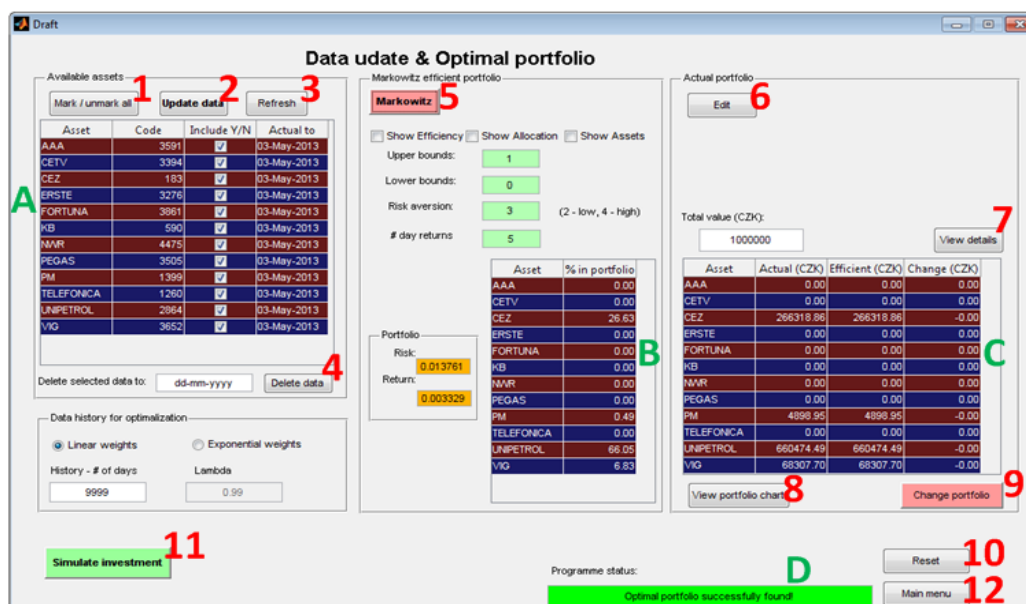 Draft
Data udate & Optimal portfolio
Available assets
Mark / unmark all 1 Update data 2 Refresh 3
Asset Code Include Y/N Actual to
AAA 3591 03-May-2013
CETV 3394 03-May-2013
CEZ 183 03-May-2013
ERSTE 3276 03-May-2013
FORTUNA 3861 03-May-2013
KB 590 03-May-2013
NWR 4475 03-May-2013
PEGAS 3505 03-May-2013
PM 1399 03-May-2013
TELEFONICA 1260 03-May-2013
UNIPETROL 2864 03-May-2013
VIG 3652 03-May-2013
A
Delete selected data to: dd-mm-yyyy Delete data 4
Data history for optimalization
Linear weights Exponential weights
History - # of days Lambda
9999 0.99
Simulate investment 11
Markowitz efficient portfolio
Markowitz 5
Show Efficiency Show Allocation Show Assets
Upper bounds: 1
Lower bounds: 0
Risk aversion: 3 (2 - low, 4 - high)
# day returns 5
Portfolio
Risk:
0.013761
Return:
0.003329
Asset % in portfolio
AAA 0.00
CETV 0.00
CEZ 26.63
ERSTE 0.00
FORTUNA 0.00
KB 0.00
NWR 0.00
PEGAS 0.00
PM 0.49
TELEFONICA 0.00
UNIPETROL 66.05
VIG 6.83
B
Actual portfolio
Edit 6
Total value (CZK):
1000000 View details 7
Asset Actual (CZK) Efficient (CZK) Change (CZK)
AAA 0.00 0.00 0.00
CETV 0.00 0.00 0.00
CEZ 266318.86 266318.86 -0.00
ERSTE 0.00 0.00 0.00
FORTUNA 0.00 0.00 0.00
KB 0.00 0.00 0.00
NWR 0.00 0.00 0.00
PEGAS 0.00 0.00 0.00
PM 4898.95 4898.95 -0.00
TELEFONICA 0.00 0.00 0.00
UNIPETROL 660474.49 660474.49 -0.00
VIG 68307.70 68307.70 -0.00
C
View portfolio chart 8 Change portfolio 9
Reset 10
Programme status: D
Optimal portfolio successfully found!
Main menu 12